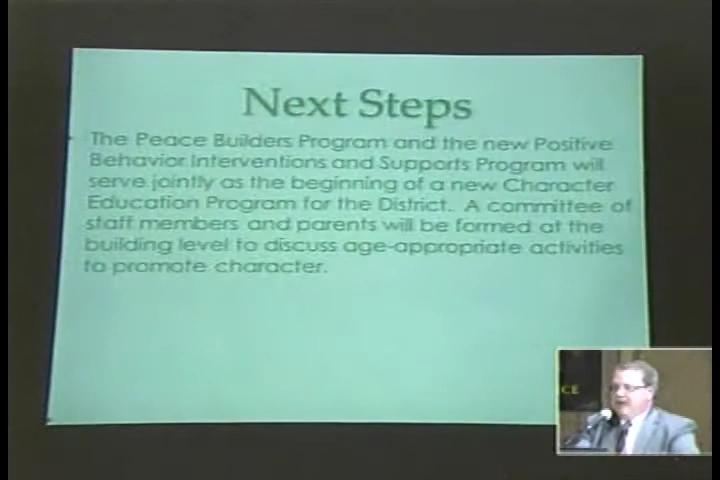 Next Steps
The Peace Builders Program and the new Positive
Behavior Interventions and Supports Program will
serve jointly as the beginning of a new Character
Education Program for the District.. A committee of
staff members and parents will be formed at the
building level to discuss age-appropriate activities
to promote character.
CE